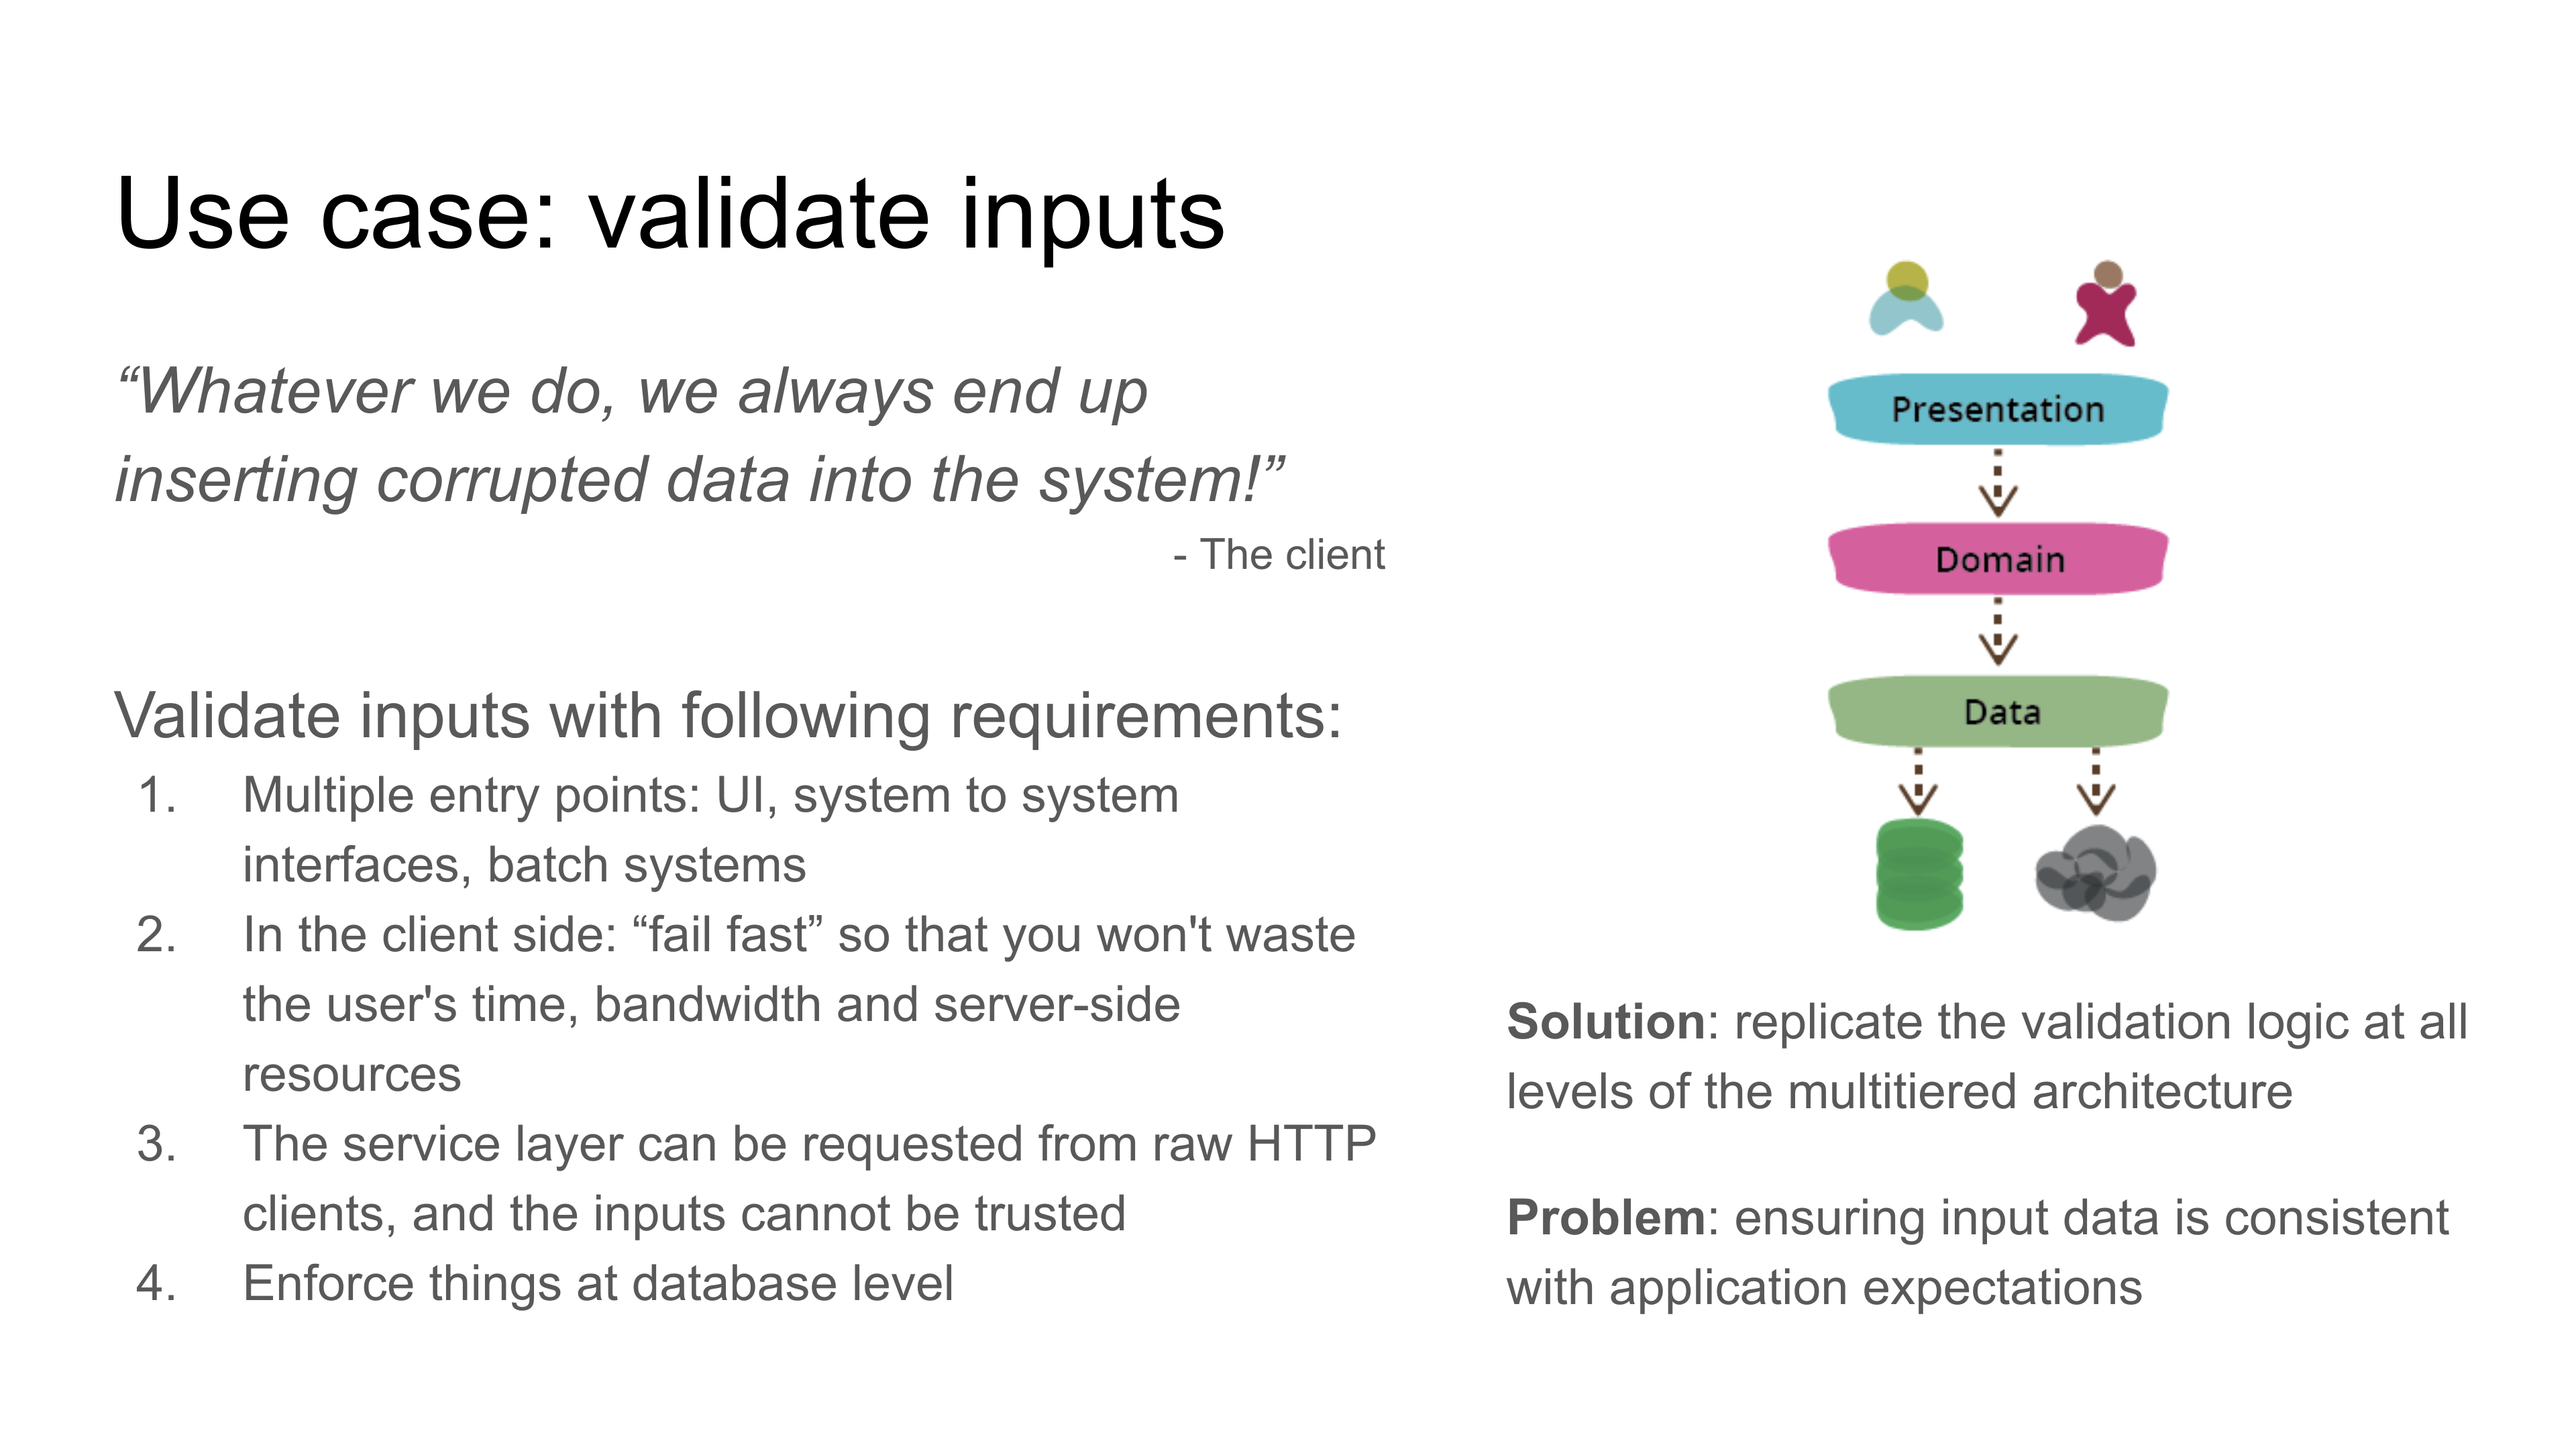 Use case: validate inputs
“Whatever we do, we always end up
inserting corrupted data into the system!”
- The client
Validate inputs with following requirements:
1. Multiple entry points: UI, system to system
interfaces, batch systems
2. In the client side: “fail fast” so that you won't waste
the user's time, bandwidth and server-side
resources
3. The service layer can be requested from raw HTTP
clients, and the inputs cannot be trusted
4. Enforce things at database level
Presentation
Domain
Data
Solution: replicate the validation logic at all
levels of the multitiered architecture
Problem: ensuring input data is consistent
with application expectations